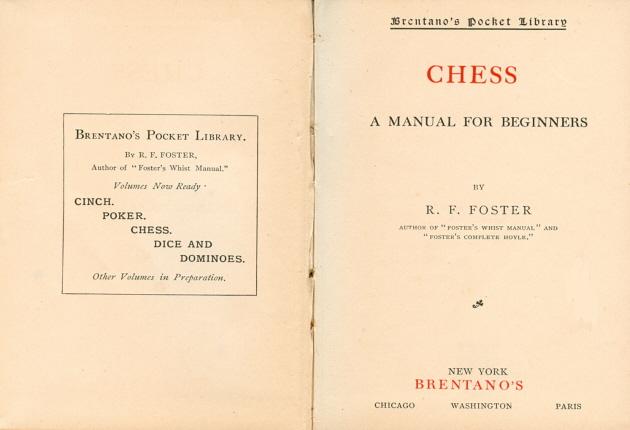 Brentano's Pocket Library.
By R. F. FOSTER,
Author of "Foster's Whist Manual."
Volumes Now Ready.
CINCH.
POKER.
CHESS.
DICE AND
DOMINOES.
Other Volumes in Preparation.
Brentano's Pocket Library
CHESS
A MANUAL FOR BEGINNERS
BY
R. F. FOSTER
AUTHOR OF "FOSTER'S WHIST MANUAL" AND
"FOSTER'S COMPLETE HOYLE."
NEW YORK
BRENTANO'S
CHICAGO WASHINGTON PARIS